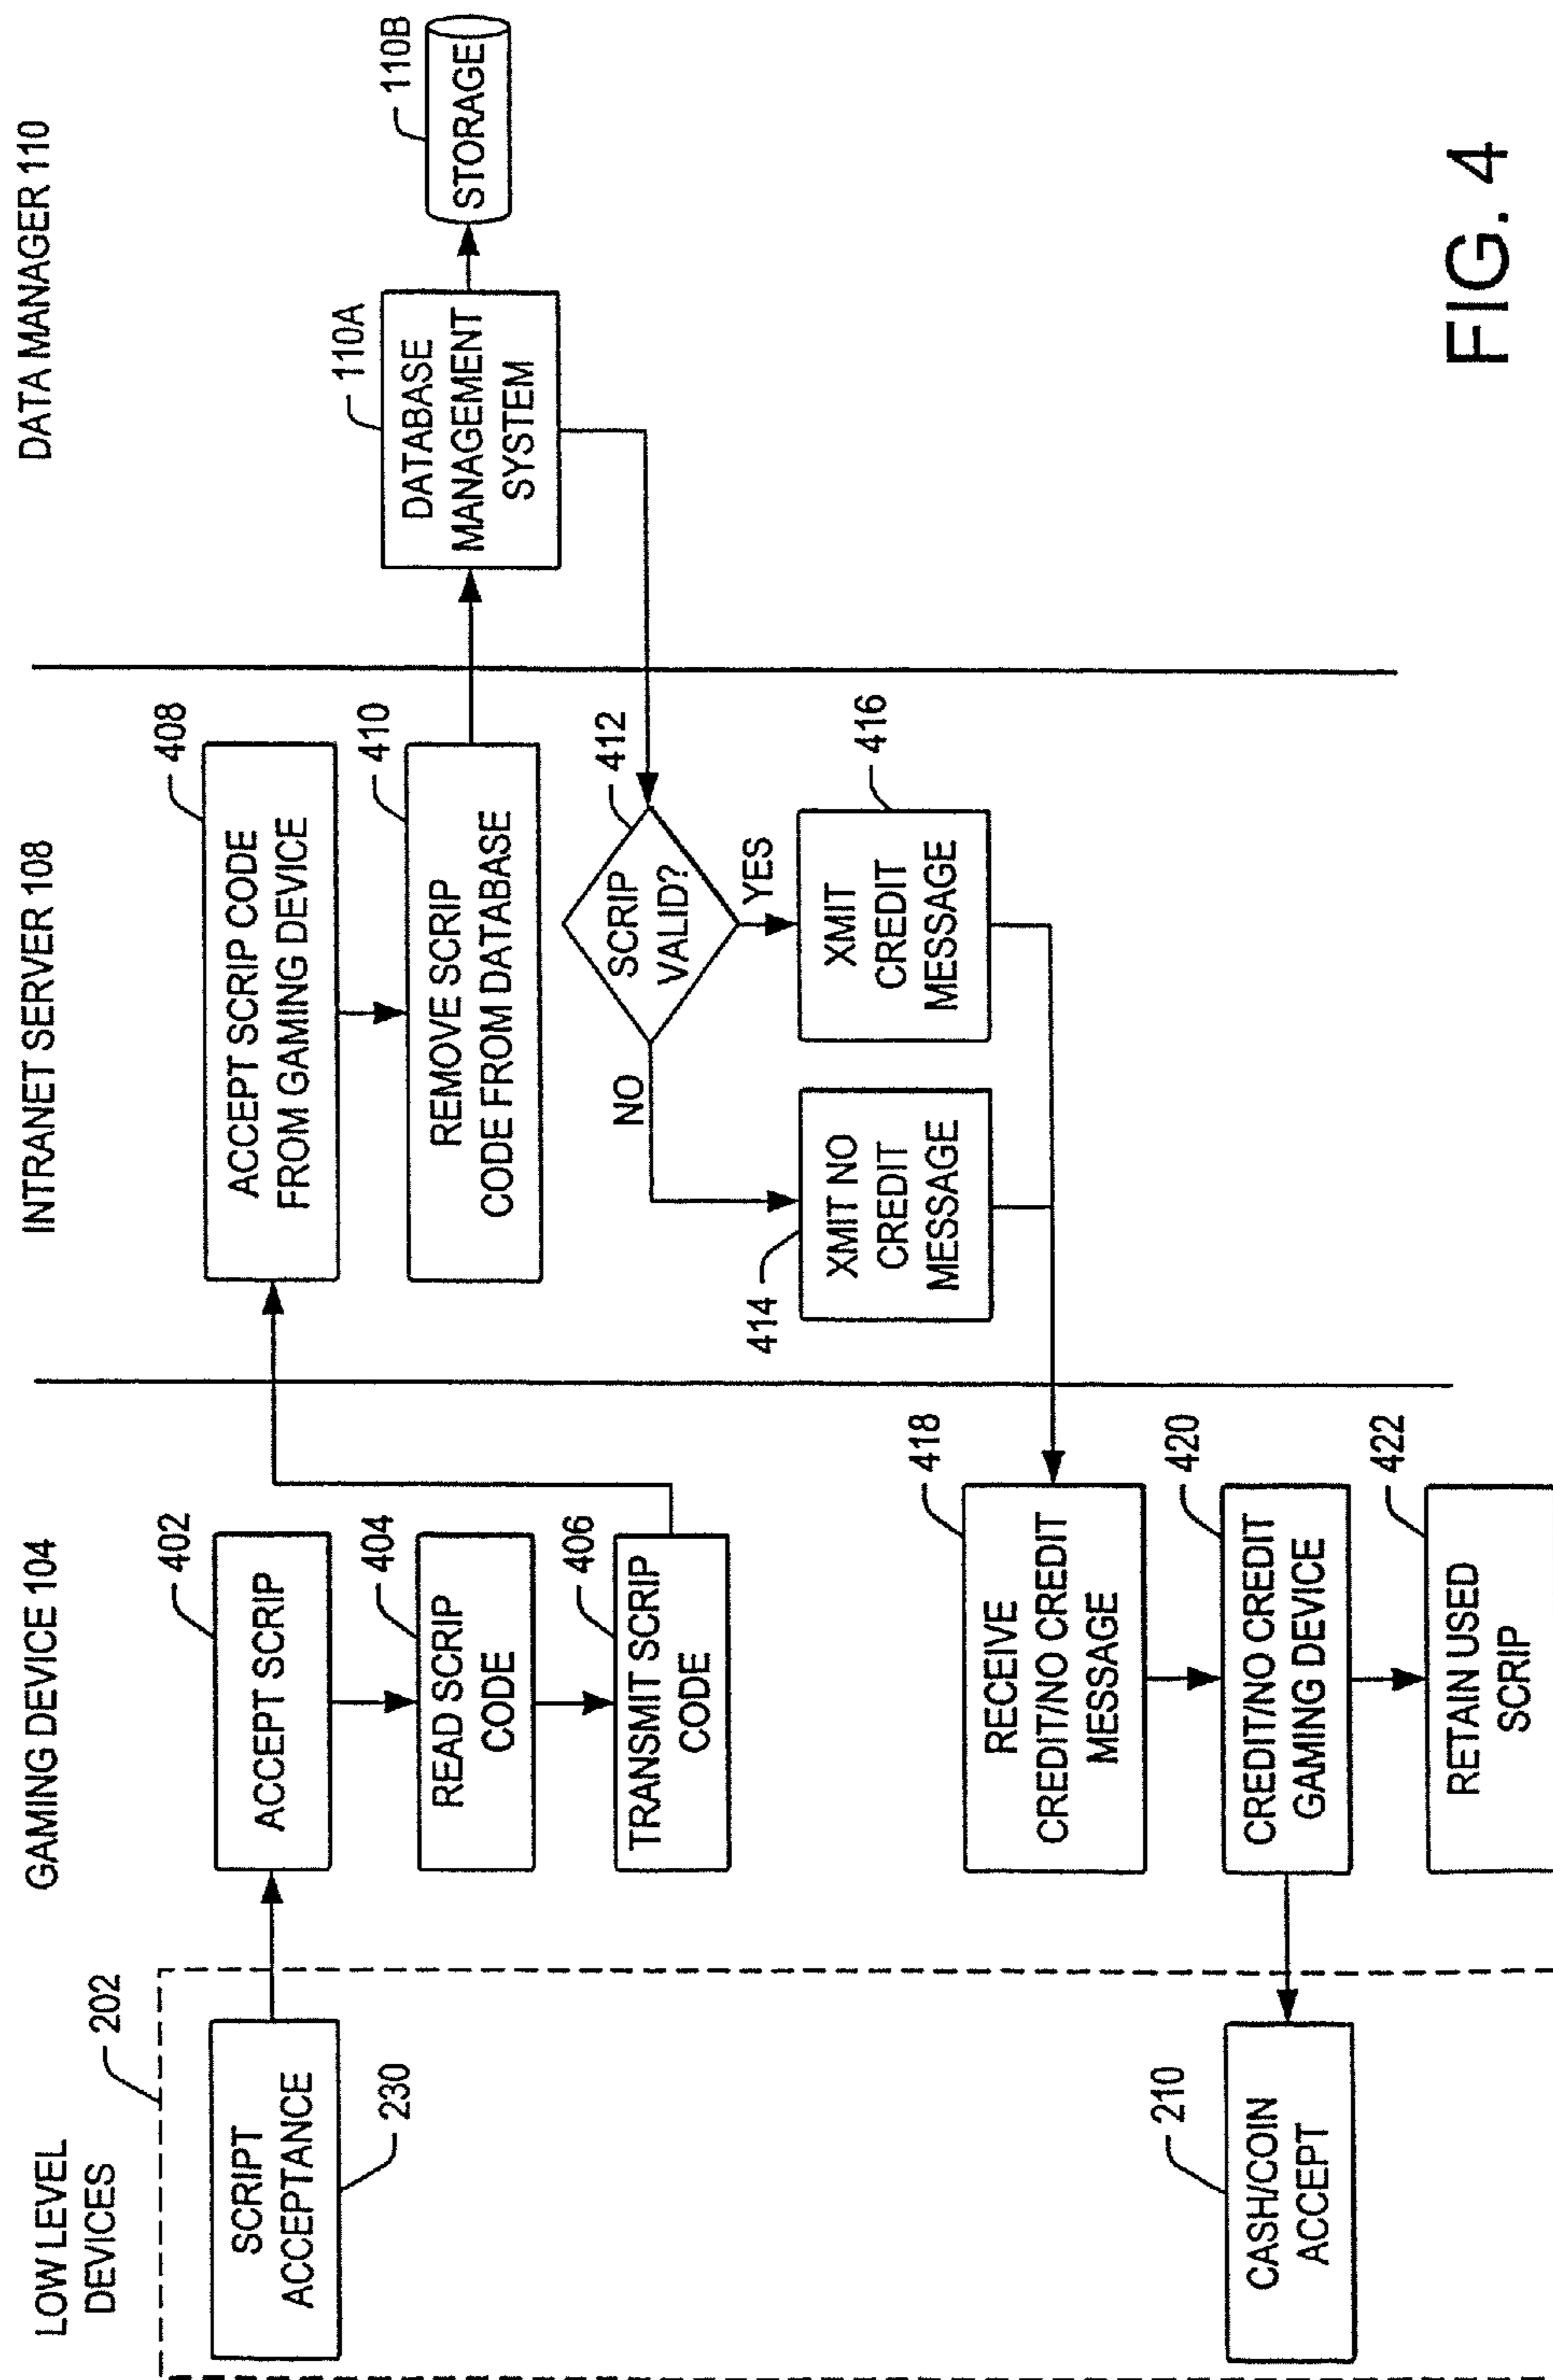 LOW LEVEL
DEVICES
202
SCRIPT
ACCEPTANCE
230
CASH/COIN
ACCEPT
210
GAMING DEVICE 104
402
ACCEPT SCRIP
404
READ SCRIP
CODE
406
TRANSMIT SCRIP
CODE
418
RECEIVE
CREDIT/NO CREDIT
MESSAGE
420
CREDIT/NO CREDIT
GAMING DEVICE
422
RETAIN USED
SCRIP
INTRANET SERVER 108
408
ACCEPT SCRIP CODE
FROM GAMING DEVICE
410
REMOVE SCRIP
CODE FROM DATABASE
412
SCRIP
VALID?
NO
YES
414
XMIT NO
CREDIT
MESSAGE
416
XMIT
CREDIT
MESSAGE
DATA MANAGER 110
110A
DATABASE
MANAGEMENT
SYSTEM
110B
STORAGE
FIG. 4